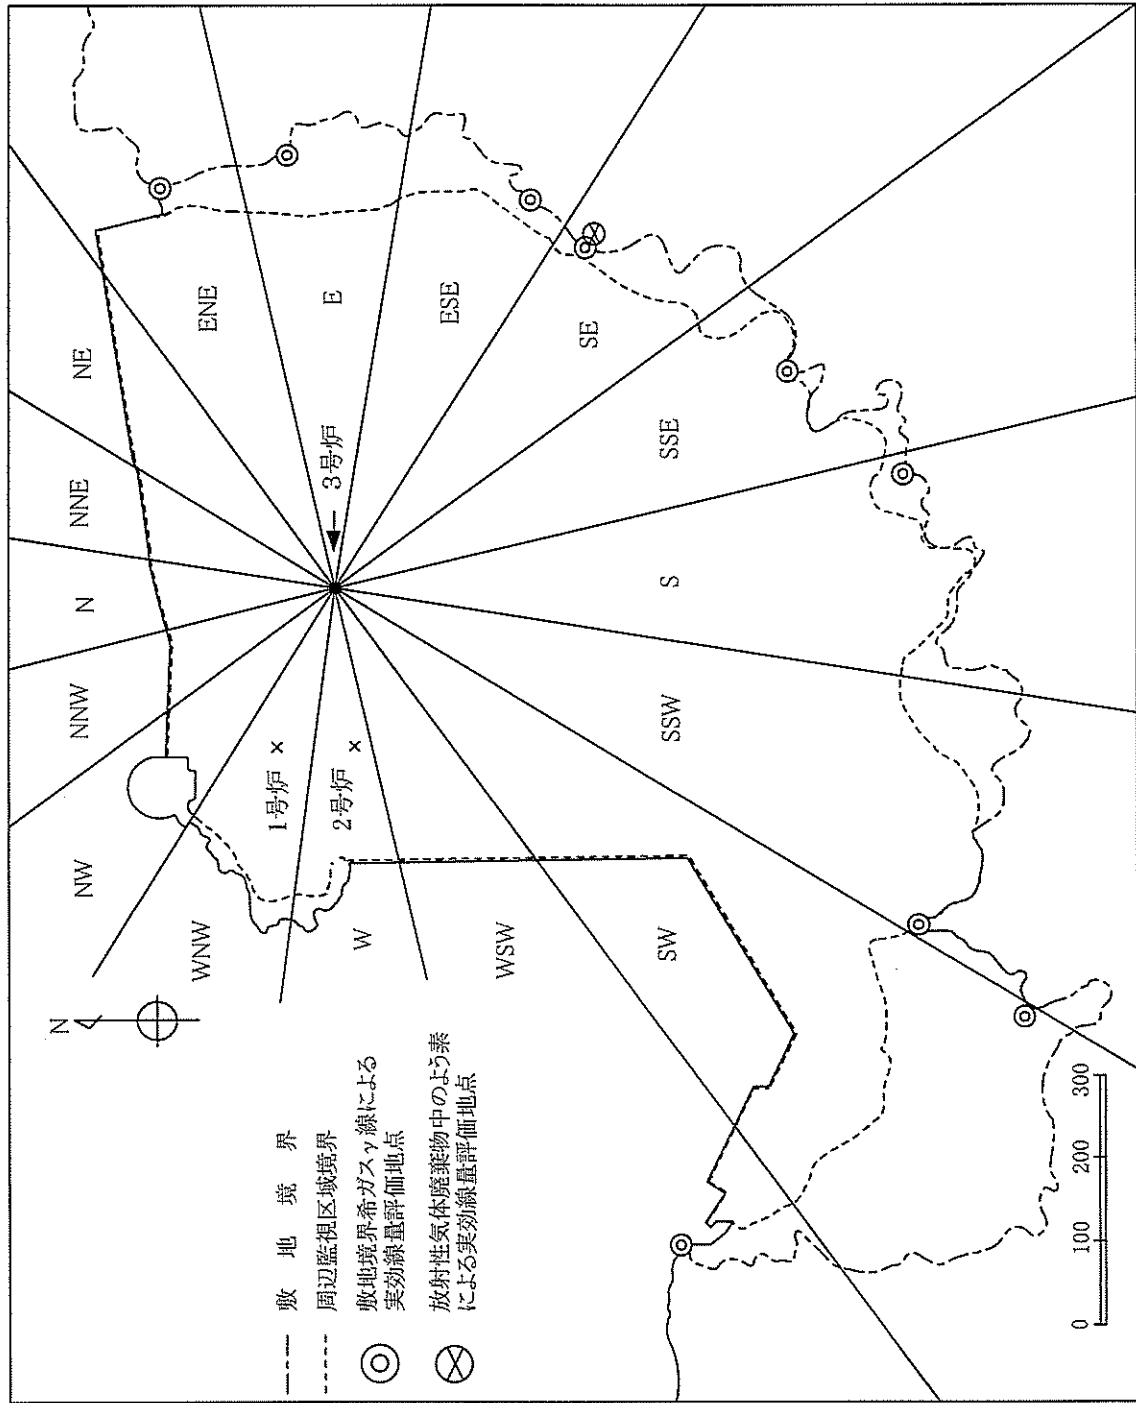 N
NW
NNW
N
NNE
NE
WNW
ENE
1号炉
2号炉
3号炉
W
E
WSW
ESE
SW
SE
SSW
S
SSE
敷地境界
周辺監視区域境界
敷地境界希ガスγ線による
実効線量評価地点
放射性気体廃棄物中のよう素
による実効線量評価地点
0 100 200 300